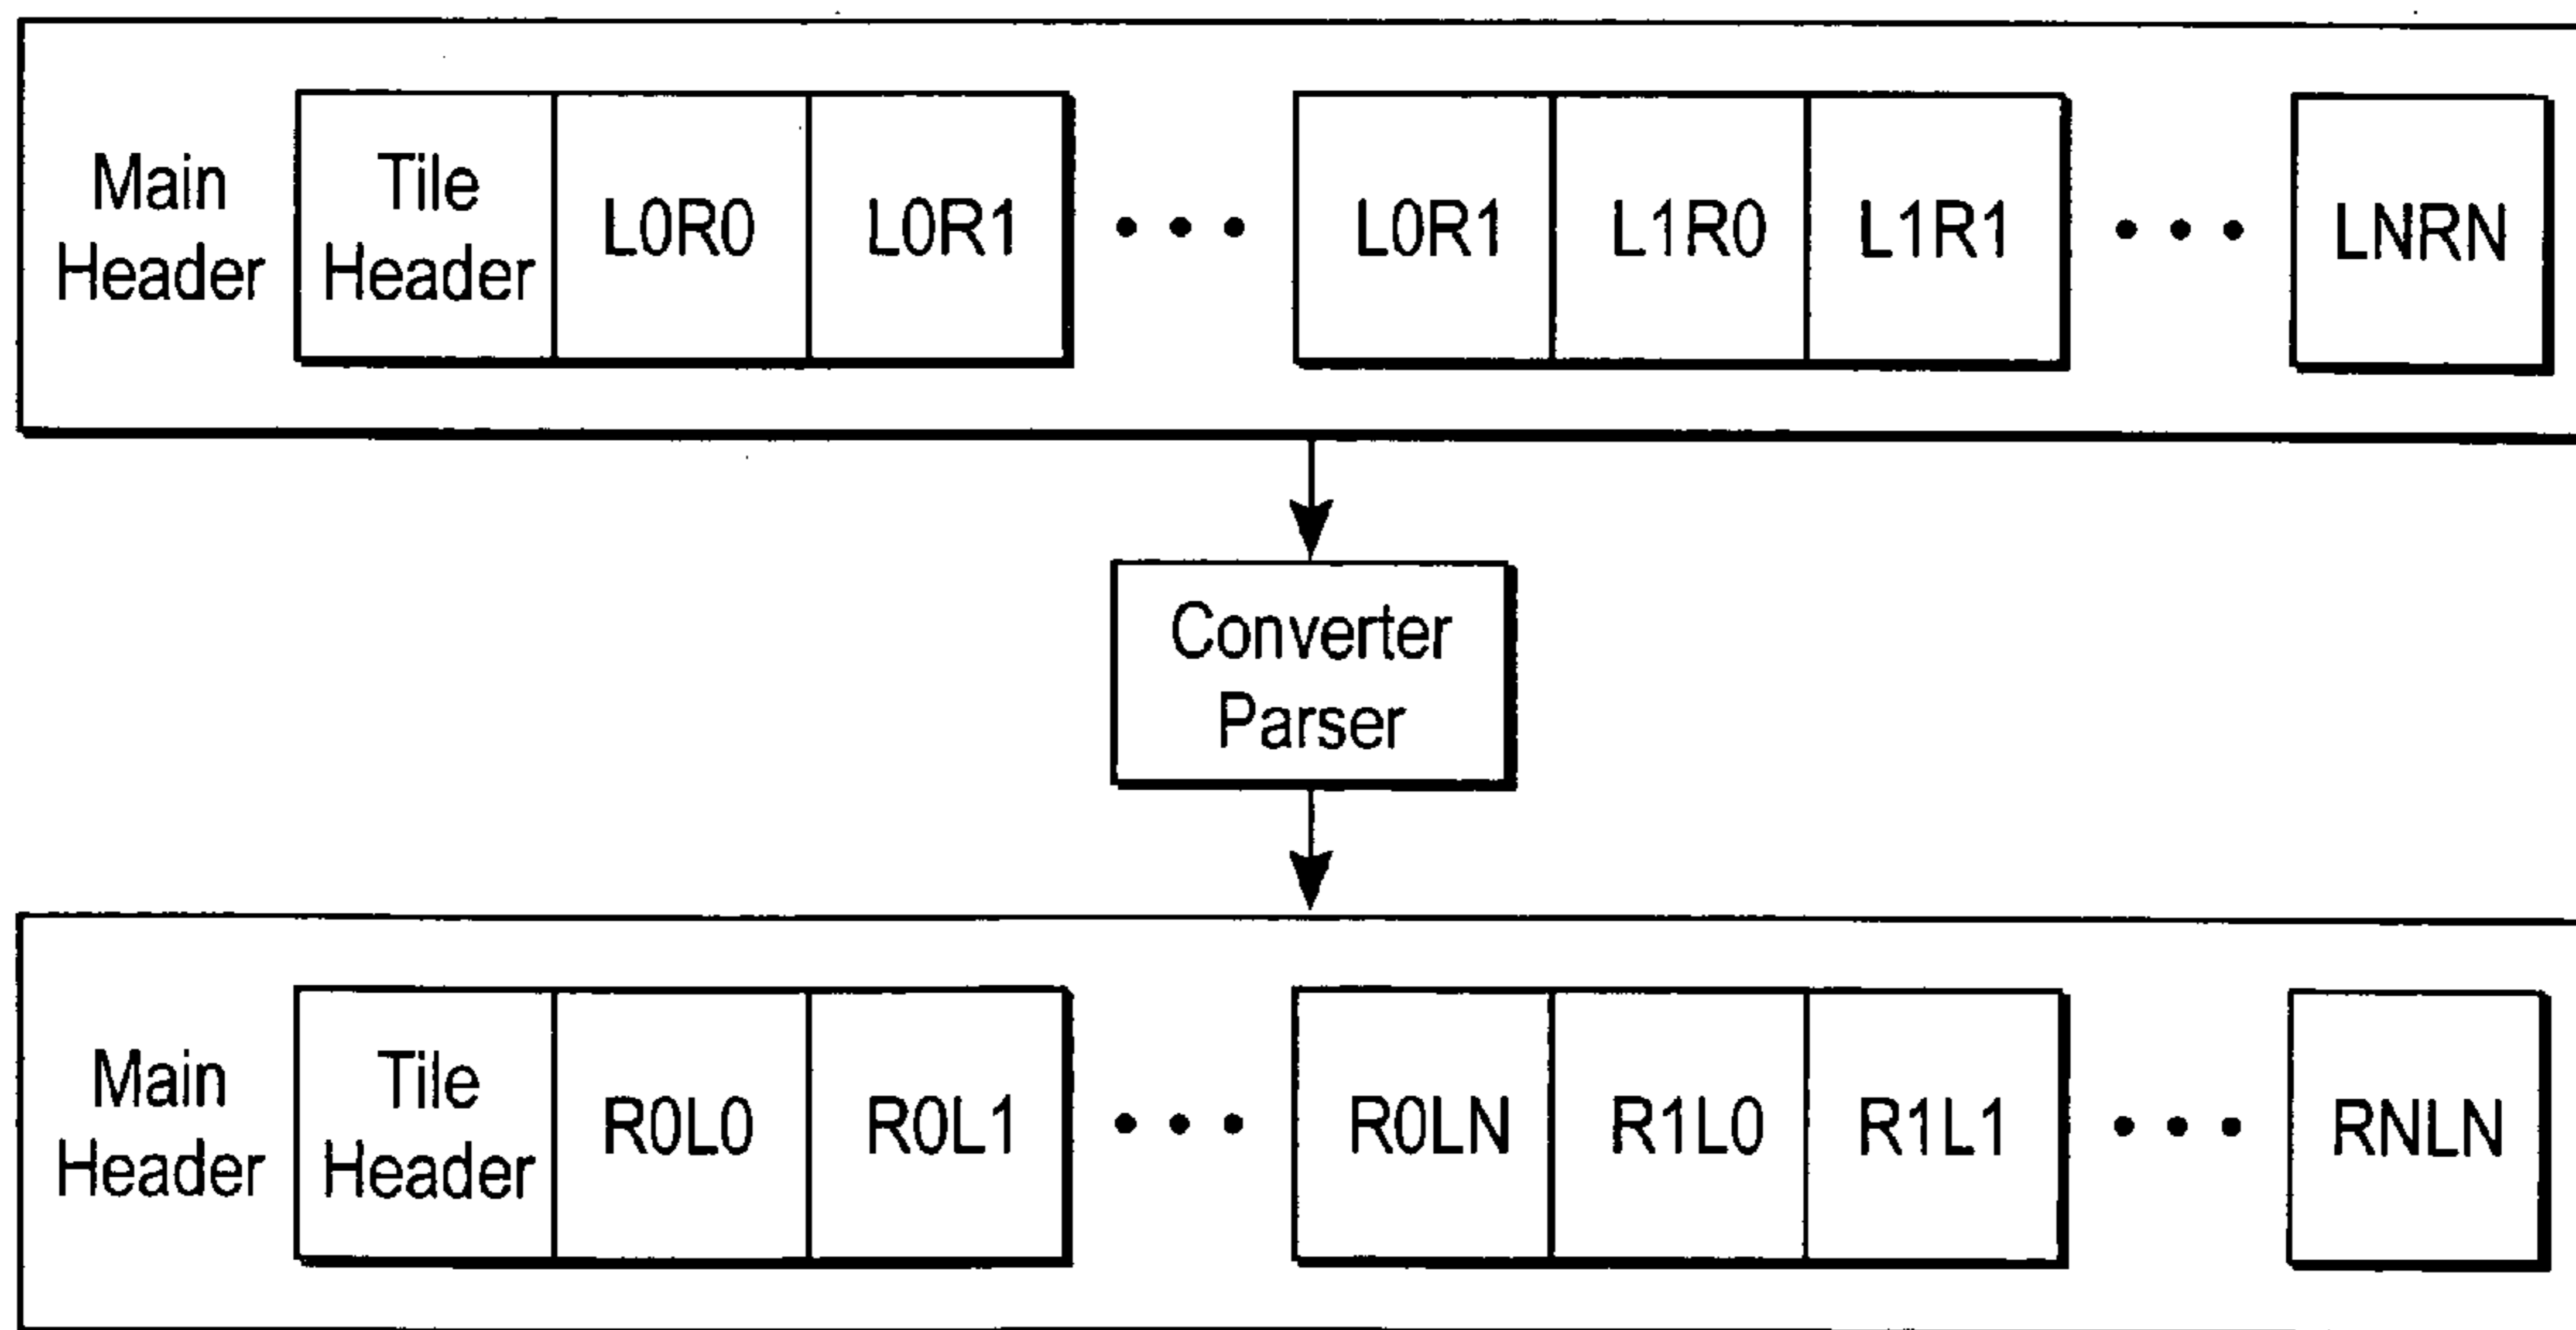 Main
Header
Tile
Header
L0R0
L0R1
L0R1
L1R0
L1R1
LNRN
Converter
Parser
Main
Header
Tile
Header
R0L0
R0L1
R0LN
R1L0
R1L1
RNLN